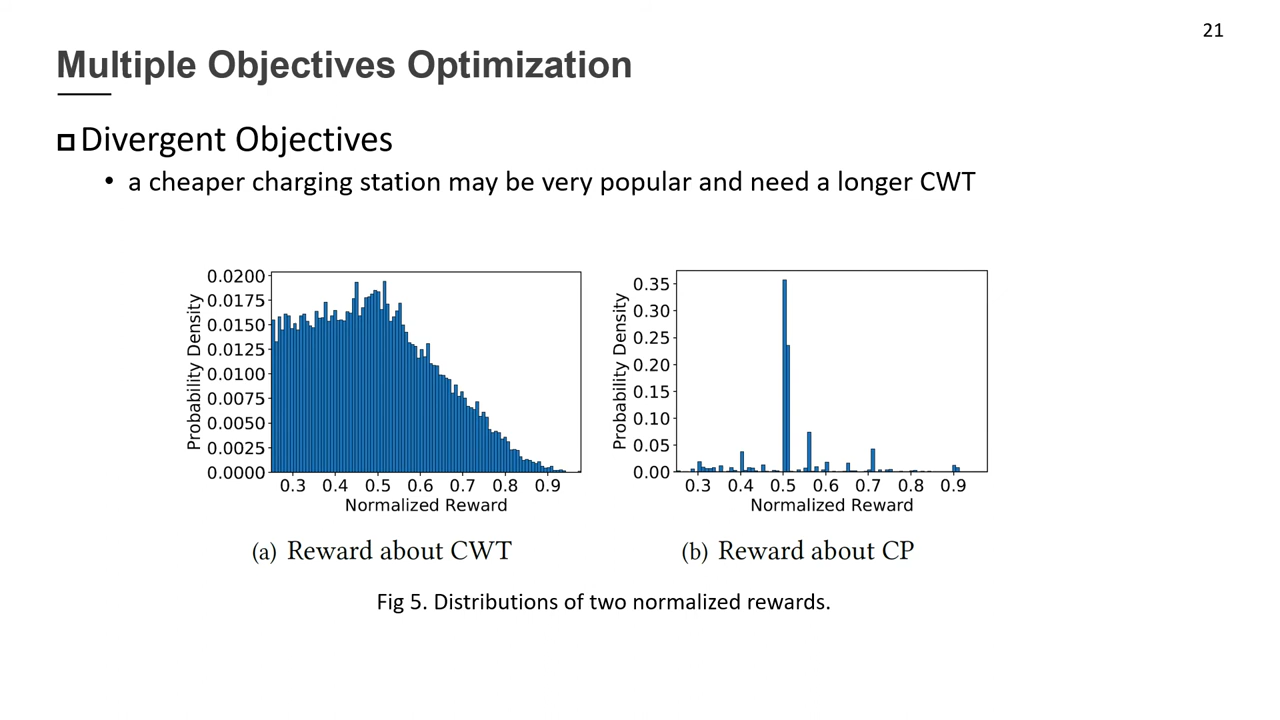 21
Multiple Objectives Optimization
Divergent Objectives
• a cheaper charging station may be very popular and need a longer CWT
Probability Density
0.0200
0.0175
0.0150
0.0125
0.0100
0.0075
0.0050
0.0025
0.0000
0.3 0.4 0.5 0.6 0.7 0.8 0.9
Normalized Reward
(a) Reward about CWT
Probability Density
0.35
0.30
0.25
0.20
0.15
0.10
0.05
0.00
0.3 0.4 0.5 0.6 0.7 0.8 0.9
Normalized Reward
(b) Reward about CP
Fig 5. Distributions of two normalized rewards.